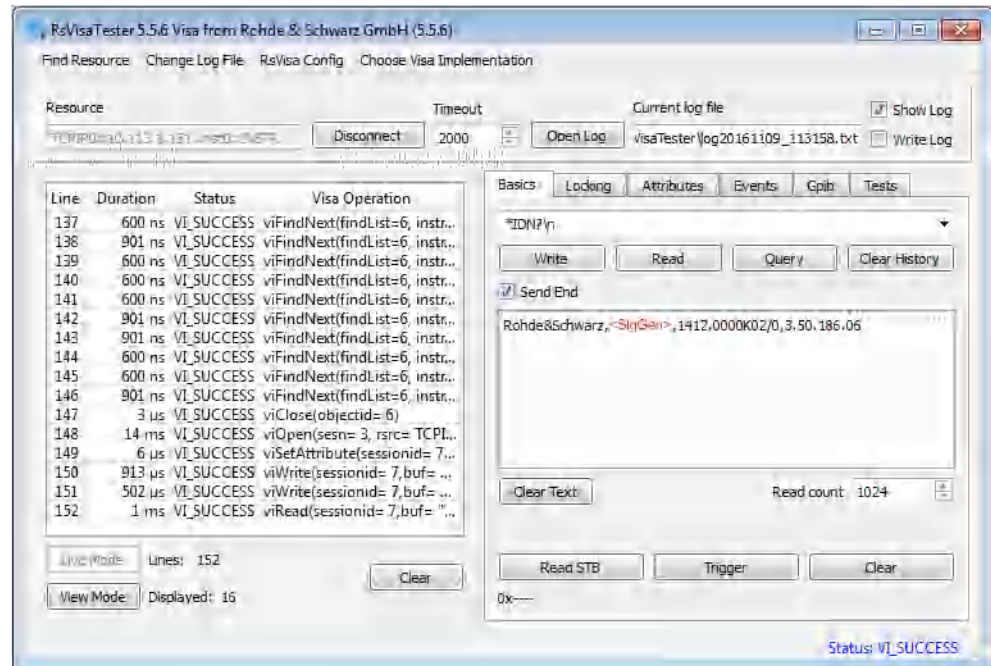 RsVisaTester 5.5.6 Visa from Rohde & Schwarz GmbH (5.5.6)
Find Resource Change Log File RsVisa Config Choose Visa Implementation
Resource Timeout Current log file Show Log
Disconnect 2000 Open Log VisaTester\log20161109_113158.txt Write Log
Line Duration Status Visa Operation
137 600 ns VI_SUCCESS viFindNext(findList=6, instr...
138 901 ns VI_SUCCESS viFindNext(findList=6, instr...
139 600 ns VI_SUCCESS viFindNext(findList=6, instr...
140 600 ns VI_SUCCESS viFindNext(findList=6, instr...
141 600 ns VI_SUCCESS viFindNext(findList=6, instr...
142 901 ns VI_SUCCESS viFindNext(findList=6, instr...
143 901 ns VI_SUCCESS viFindNext(findList=6, instr...
144 600 ns VI_SUCCESS viFindNext(findList=6, instr...
145 600 ns VI_SUCCESS viFindNext(findList=6, instr...
146 901 ns VI_SUCCESS viFindNext(findList=6, instr...
147 3 µs VI_SUCCESS viClose(objectid= 6)
148 14 ms VI_SUCCESS viOpen(sesn= 3, rsrc= TCPI...
149 6 µs VI_SUCCESS viSetAttribute(sessionid= 7...
150 913 µs VI_SUCCESS viWrite(sessionid= 7,buf= ...
151 502 µs VI_SUCCESS viWrite(sessionid= 7,buf= ...
152 1 ms VI_SUCCESS viRead(sessionid= 7,buf= "...
Live Mode Lines: 152
Clear
View Mode Displayed: 16
Basics Locking Attributes Events Gpib Tests
*IDN?\n
Write Read Query Clear History
Send End
Rohde&Schwarz,<SigGen>,1412.0000K02/0,3.50.186.06
Clear Text Read count 1024
Read STB Trigger Clear
0x----
Status: VI_SUCCESS